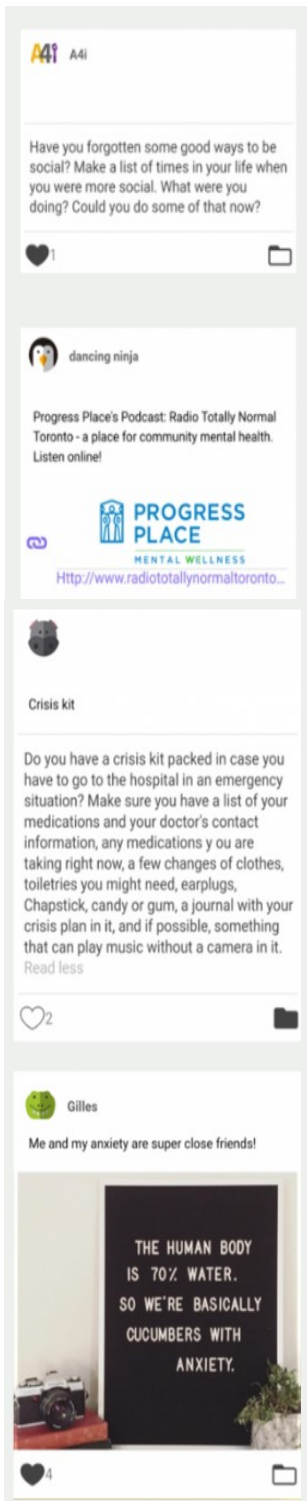 A4i
A4i
Have you forgotten some good ways to be
social? Make a list of times in your life when
you were more social. What were you
doing? Could you do some of that now?
1
dancing ninja
Progress Place's Podcast: Radio Totally Normal
Toronto - a place for community mental health.
Listen online!
PROGRESS
PLACE
MENTAL WELLNESS
Http://www.radiototallynormaltoronto...
Crisis kit
Do you have a crisis kit packed in case you
have to go to the hospital in an emergency
situation? Make sure you have a list of your
medications and your doctor's contact
information, any medications y ou are
taking right now, a few changes of clothes,
toiletries you might need, earplugs,
Chapstick, candy or gum, a journal with your
crisis plan in it, and if possible, something
that can play music without a camera in it.
Read less
2
Gilles
Me and my anxiety are super close friends!
THE HUMAN BODY
IS 70% WATER.
SO WE'RE BASICALLY
CUCUMBERS WITH
ANXIETY.
4